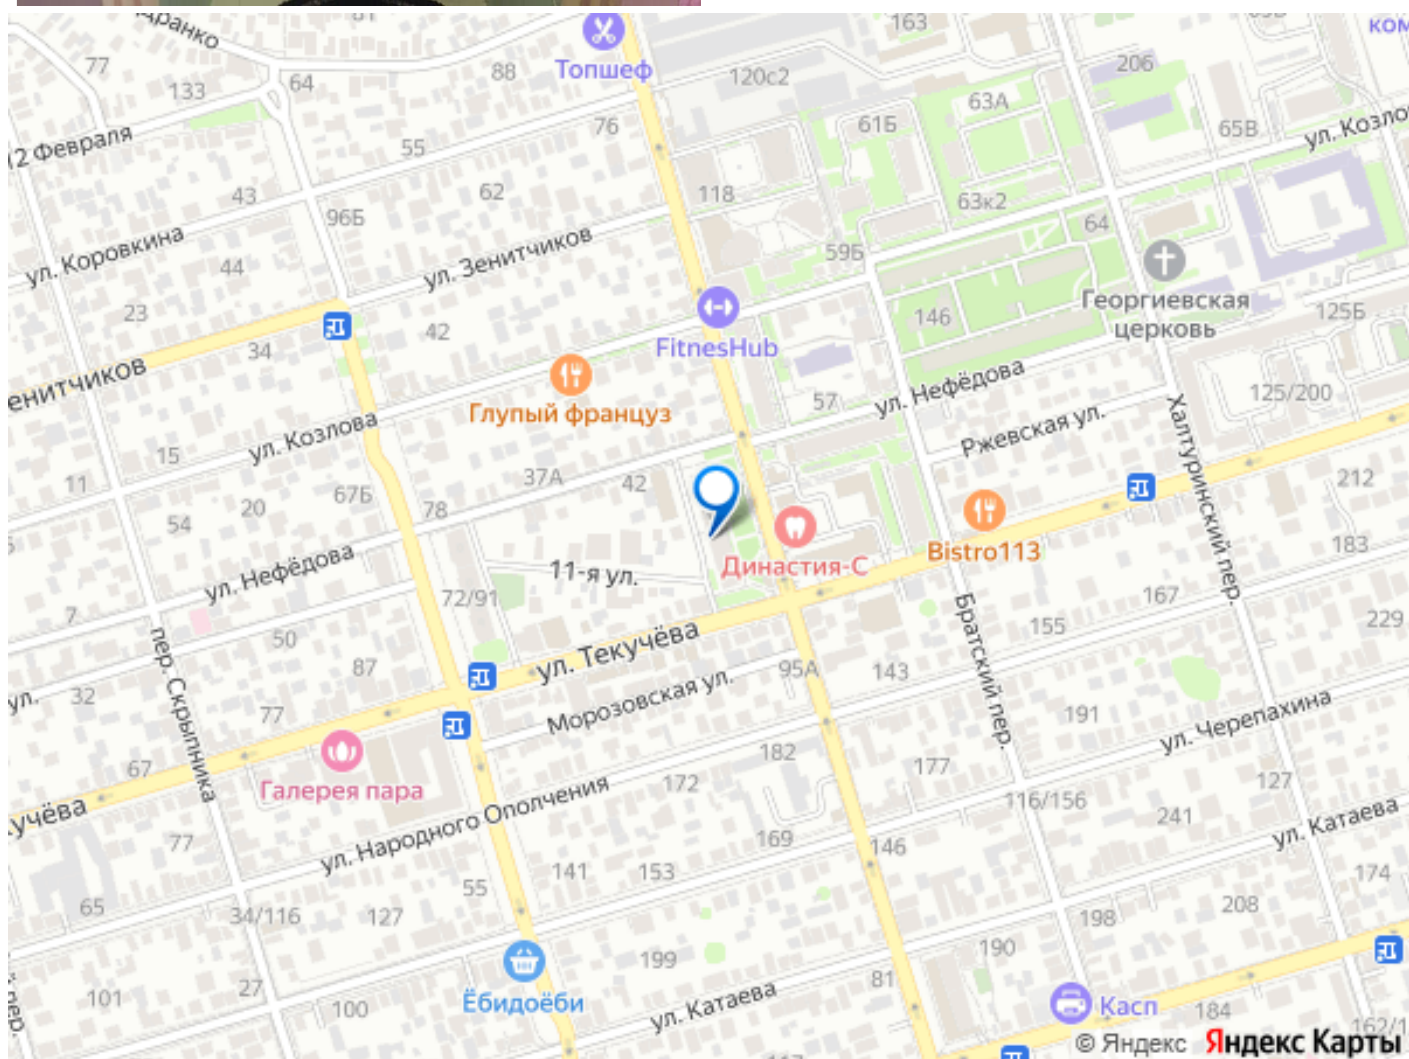 163
ком
77
64
88
Топшеф
120с2
206
133
63А
65В
ул. Козло
12 Февраля
55
76
61Б
43
62
118
63к2
64
96Б
ул. Коровкина
44
ул. Зенитчиков
59Б
Георгиевская
церковь
23
42
146
125Б
34
FitnesHub
енитчиков
Глупый француз
57
ул. Нефёдова
125/200
15
ул. Козлова
Ржевская ул.
Халтуринский пер.
11
20
67Б
37А
42
212
54
78
Династия-С
Bistro113
183
ул. Нефёдова
11-я ул.
72/91
167
7
50
ул. Текучёва
Братский пер.
155
229
пер. Скрыпника
87
95А
143
ул.
32
77
Морозовская ул.
191
ул. Черепахина
67
Галерея пара
182
172
177
127
кучёва
116/156
241
ул. Катаева
77
ул. Народного Ополчения
169
146
141
153
174
65
55
34/116
127
198
208
199
190
27
101
100
Ёбидоёби
ул. Катаева
81
Касп
184
162/1
пер.
© Яндекс Яндекс Карты